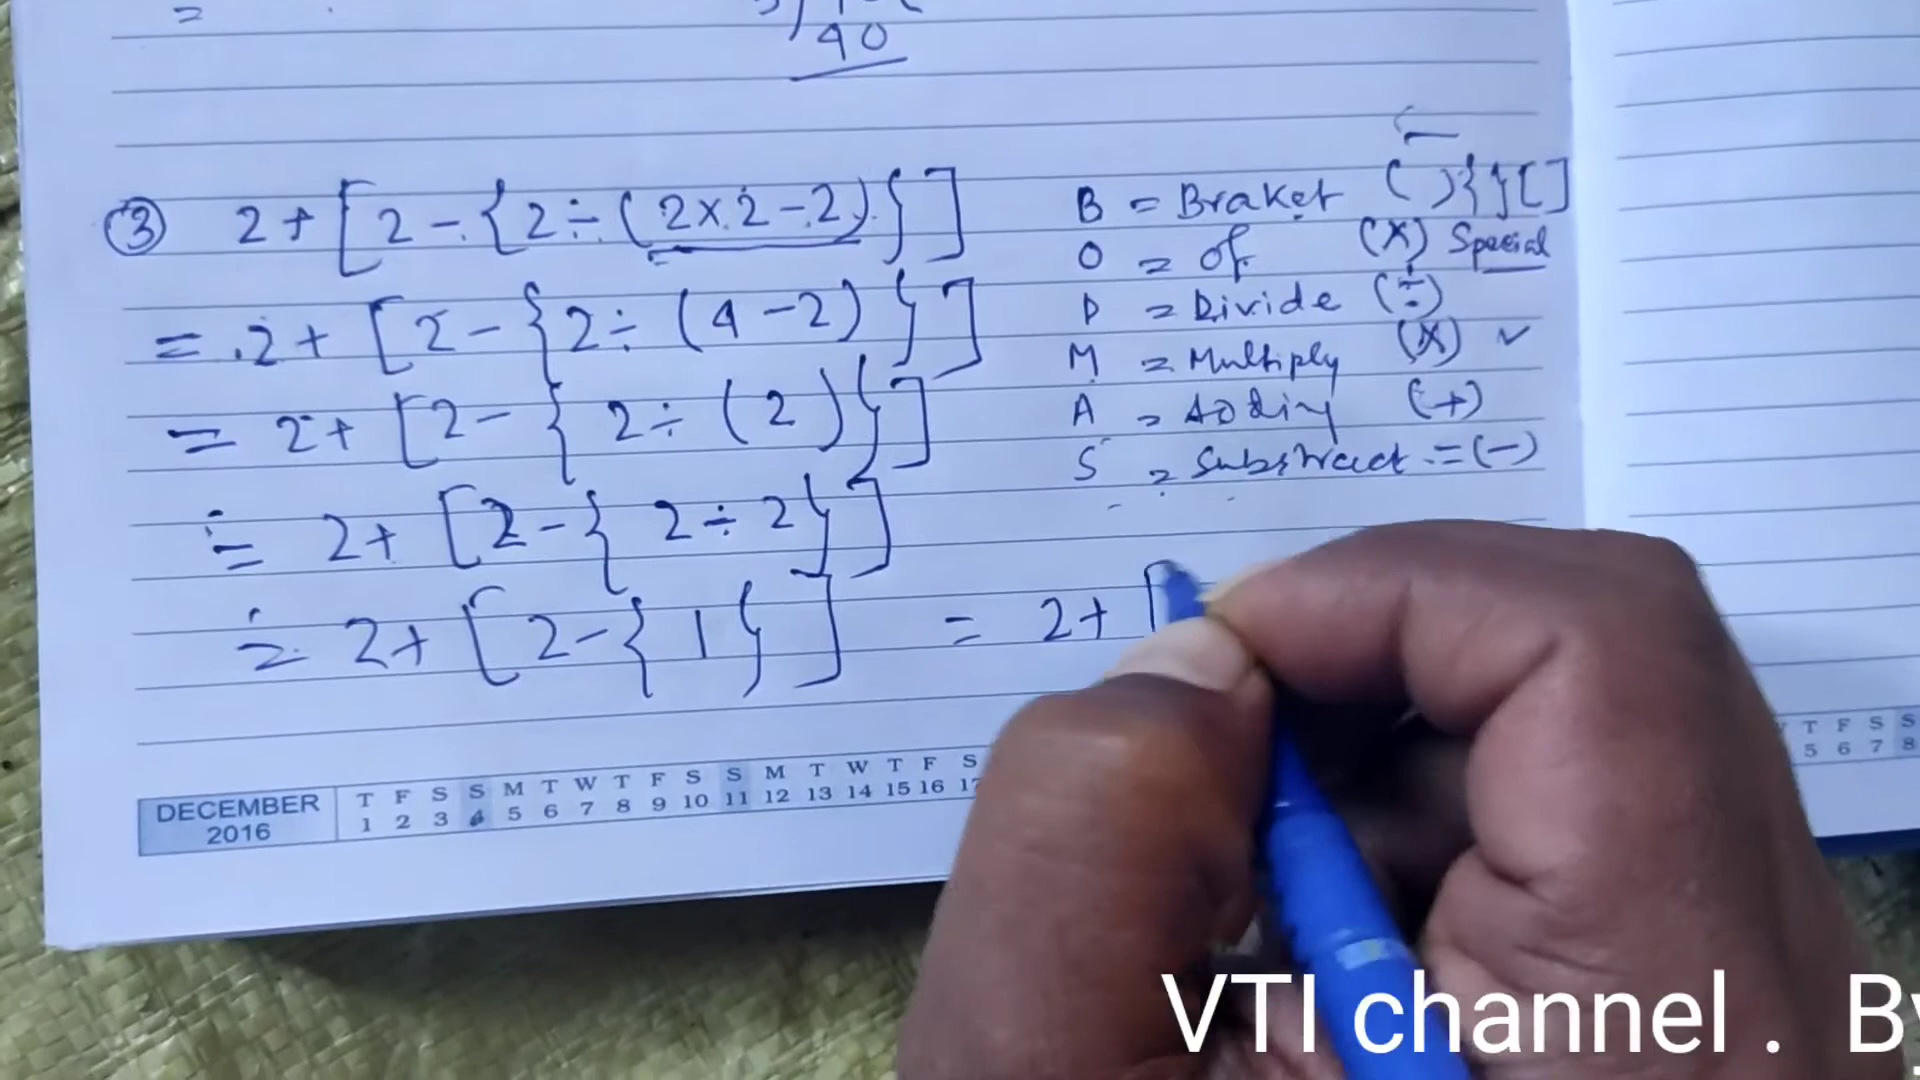 =
40
③ 2 + [2 - {2 ÷ (2 × 2 - 2)}]
= 2 + [2 - {2 ÷ (4 - 2)}]
= 2 + [2 - {2 ÷ (2)}]
= 2 + [2 - {2 ÷ 2}]
= 2 + [2 - {1}] = 2 + [
B = Braket ( ) { } [ ]
O = of (×) Special
D = Divide (÷)
M = Multiply (×) ✓
A = Adding (+)
S = Substract = (-)
DECEMBER 2016
T F S S M T W T F S S M T W T F S
1 2 3 4 5 6 7 8 9 10 11 12 13 14 15 16 17
T F S S
5 6 7 8
VTI channel . By